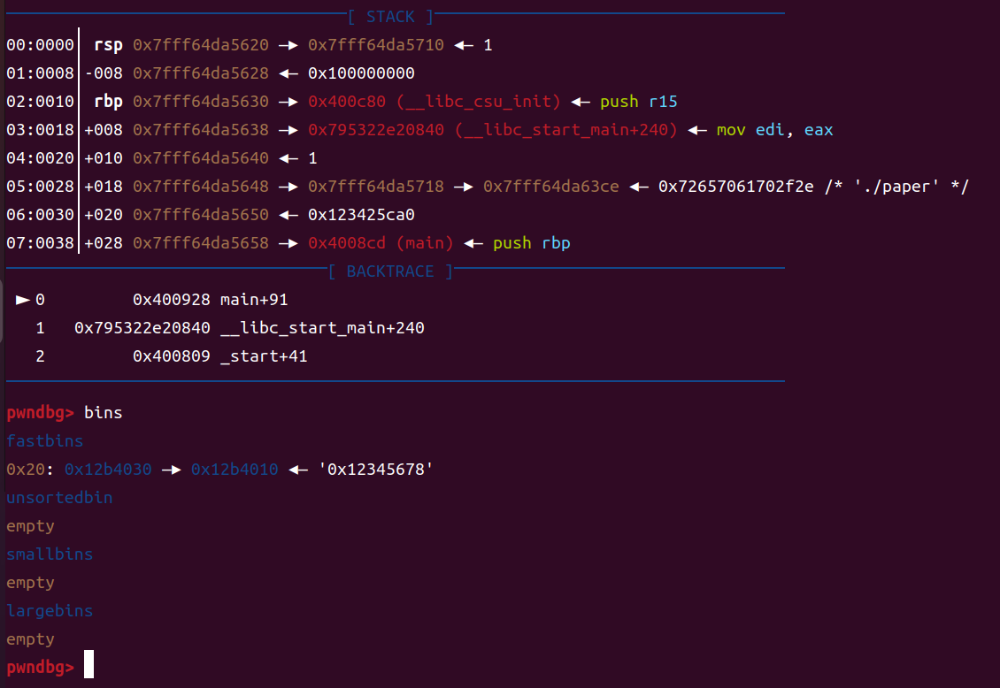 [ STACK ]
00:0000│ rsp 0x7fff64da5620 —▸ 0x7fff64da5710 ◂— 1
01:0008│-008 0x7fff64da5628 ◂— 0x100000000
02:0010│ rbp 0x7fff64da5630 —▸ 0x400c80 (__libc_csu_init) ◂— push r15
03:0018│+008 0x7fff64da5638 —▸ 0x795322e20840 (__libc_start_main+240) ◂— mov edi, eax
04:0020│+010 0x7fff64da5640 ◂— 1
05:0028│+018 0x7fff64da5648 —▸ 0x7fff64da5718 —▸ 0x7fff64da63ce ◂— 0x72657061702f2e /* './paper' */
06:0030│+020 0x7fff64da5650 ◂— 0x123425ca0
07:0038│+028 0x7fff64da5658 —▸ 0x4008cd (main) ◂— push rbp
[ BACKTRACE ]
► 0 0x400928 main+91
1 0x795322e20840 __libc_start_main+240
2 0x400809 _start+41
pwndbg> bins
fastbins
0x20: 0x12b4030 —▸ 0x12b4010 ◂— '0x12345678'
unsortedbin
empty
smallbins
empty
largebins
empty
pwndbg>